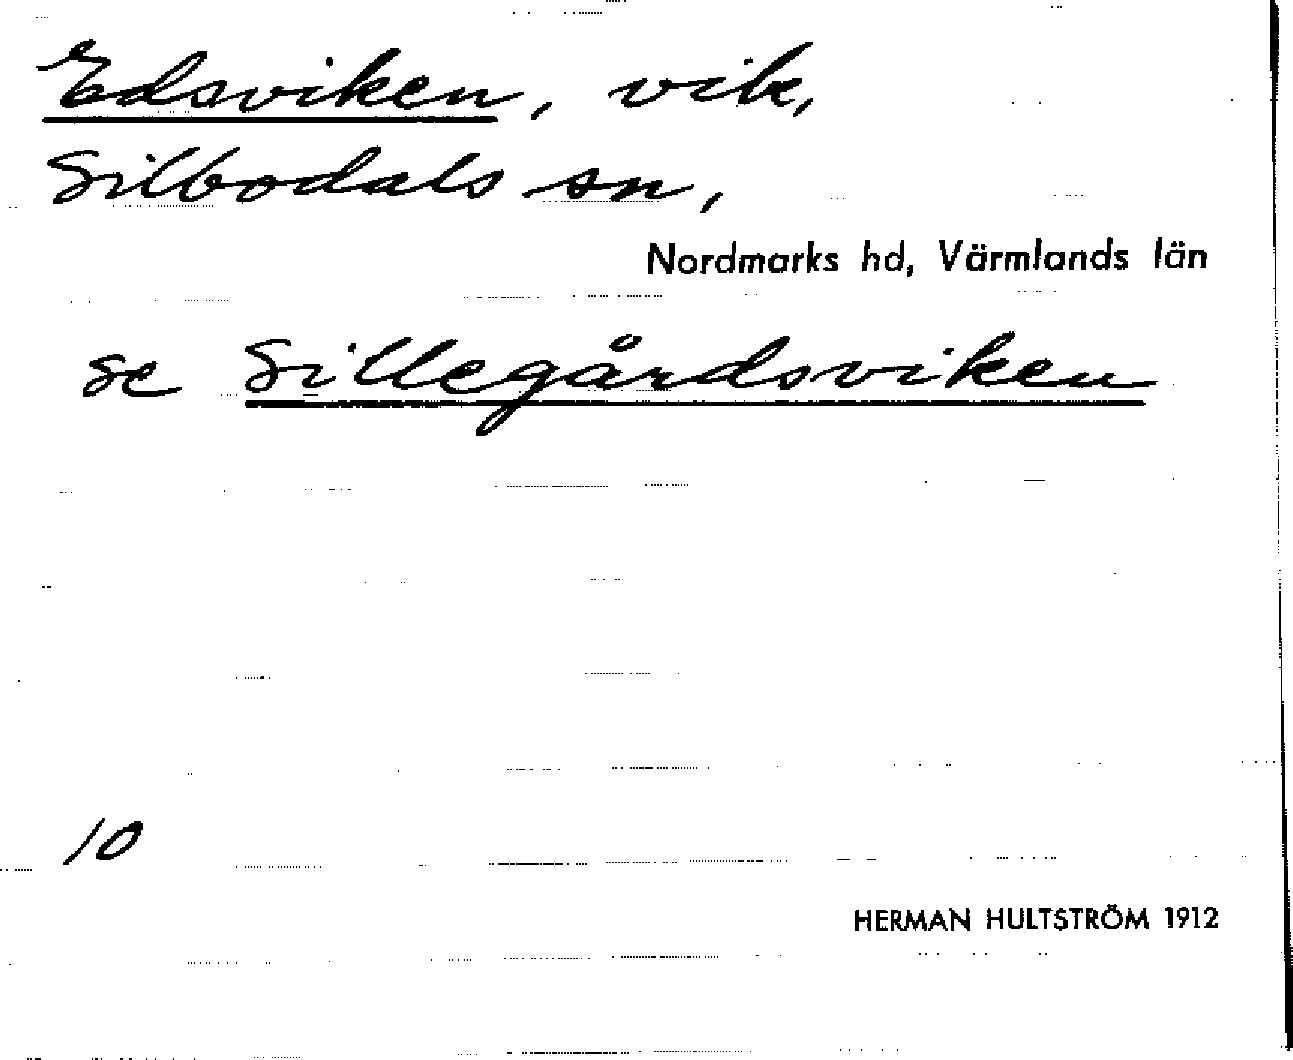 Edsviken, vik,
Silbodals sn,
Nordmarks hd, Värmlands län
se Sillegårdsviken
10
HERMAN HULTSTRÖM 1912